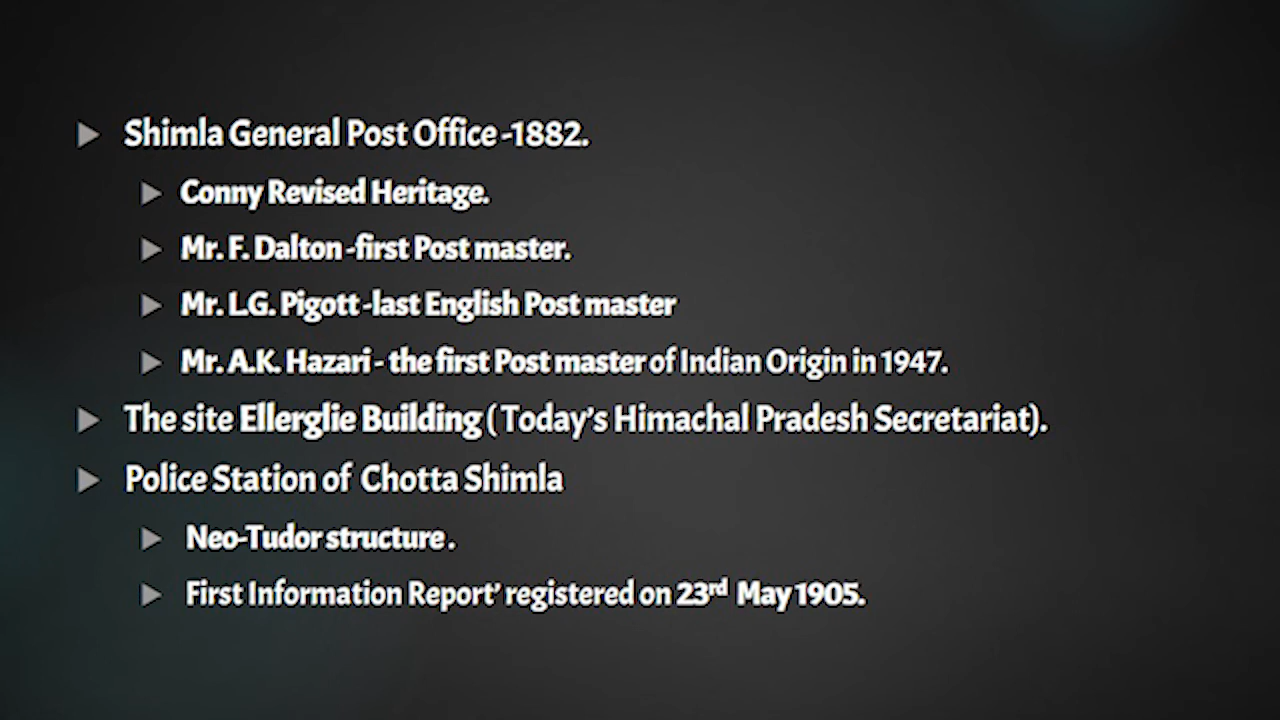 Shimla General Post Office -1882.
Conny Revised Heritage.
Mr. F. Dalton -first Post master.
Mr. L.G. Pigott -last English Post master
Mr. A.K. Hazari - the first Post master of Indian Origin in 1947.
The site Ellerglie Building ( Today's Himachal Pradesh Secretariat).
Police Station of Chotta Shimla
Neo-Tudor structure .
First Information Report’ registered on 23rd May 1905.